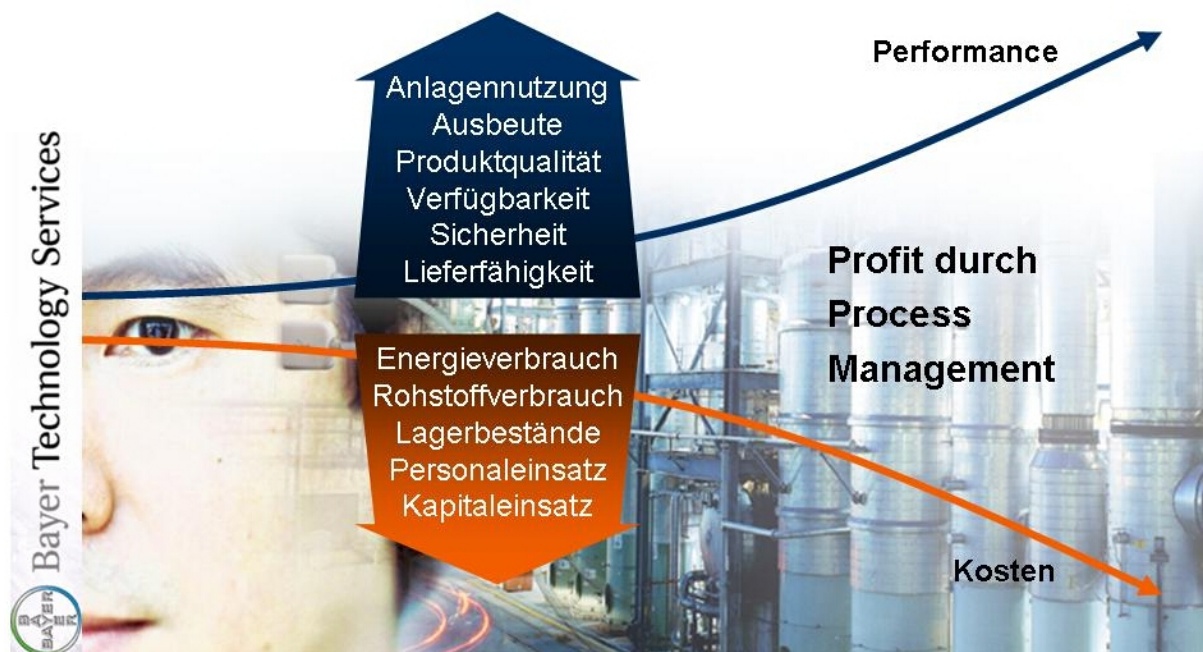 Performance
Anlagennutzung
Ausbeute
Produktqualität
Verfügbarkeit
Sicherheit
Lieferfähigkeit
Profit durch
Process
Management
Energieverbrauch
Rohstoffverbrauch
Lagerbestände
Personaleinsatz
Kapitaleinsatz
Kosten
Bayer Technology Services
BAYER
BAYER